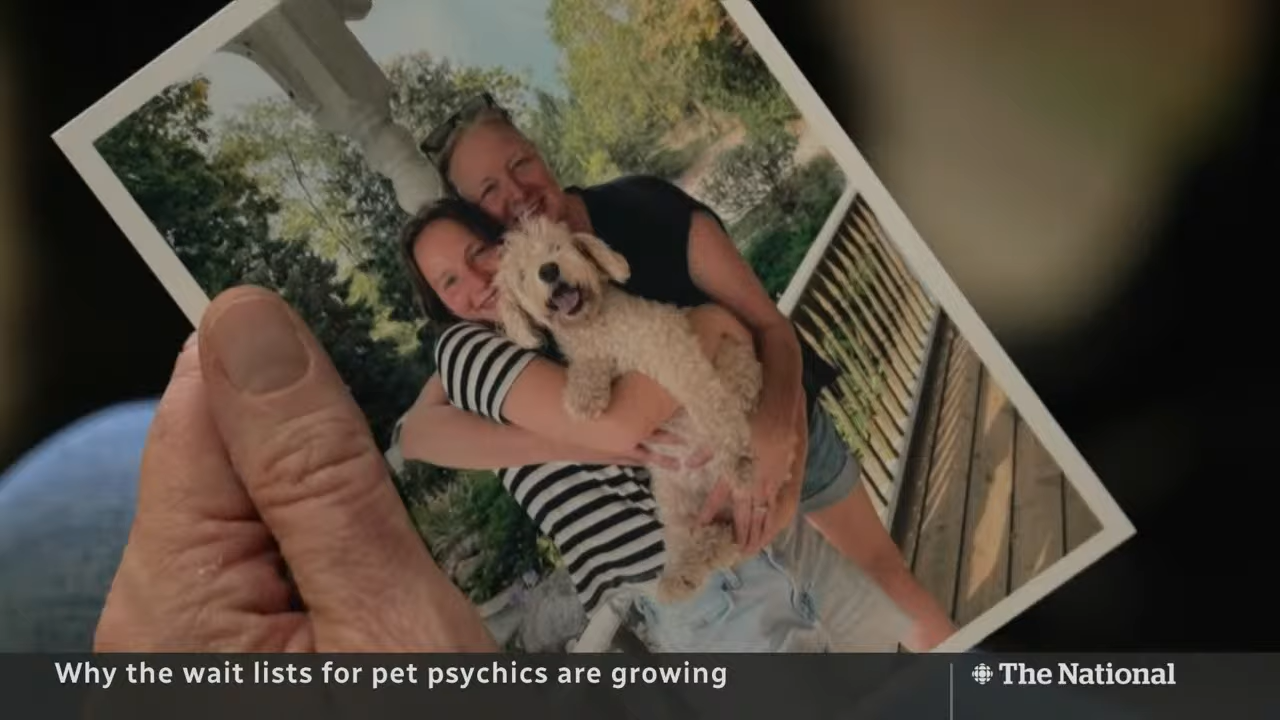 Why the wait lists for pet psychics are growing
The National